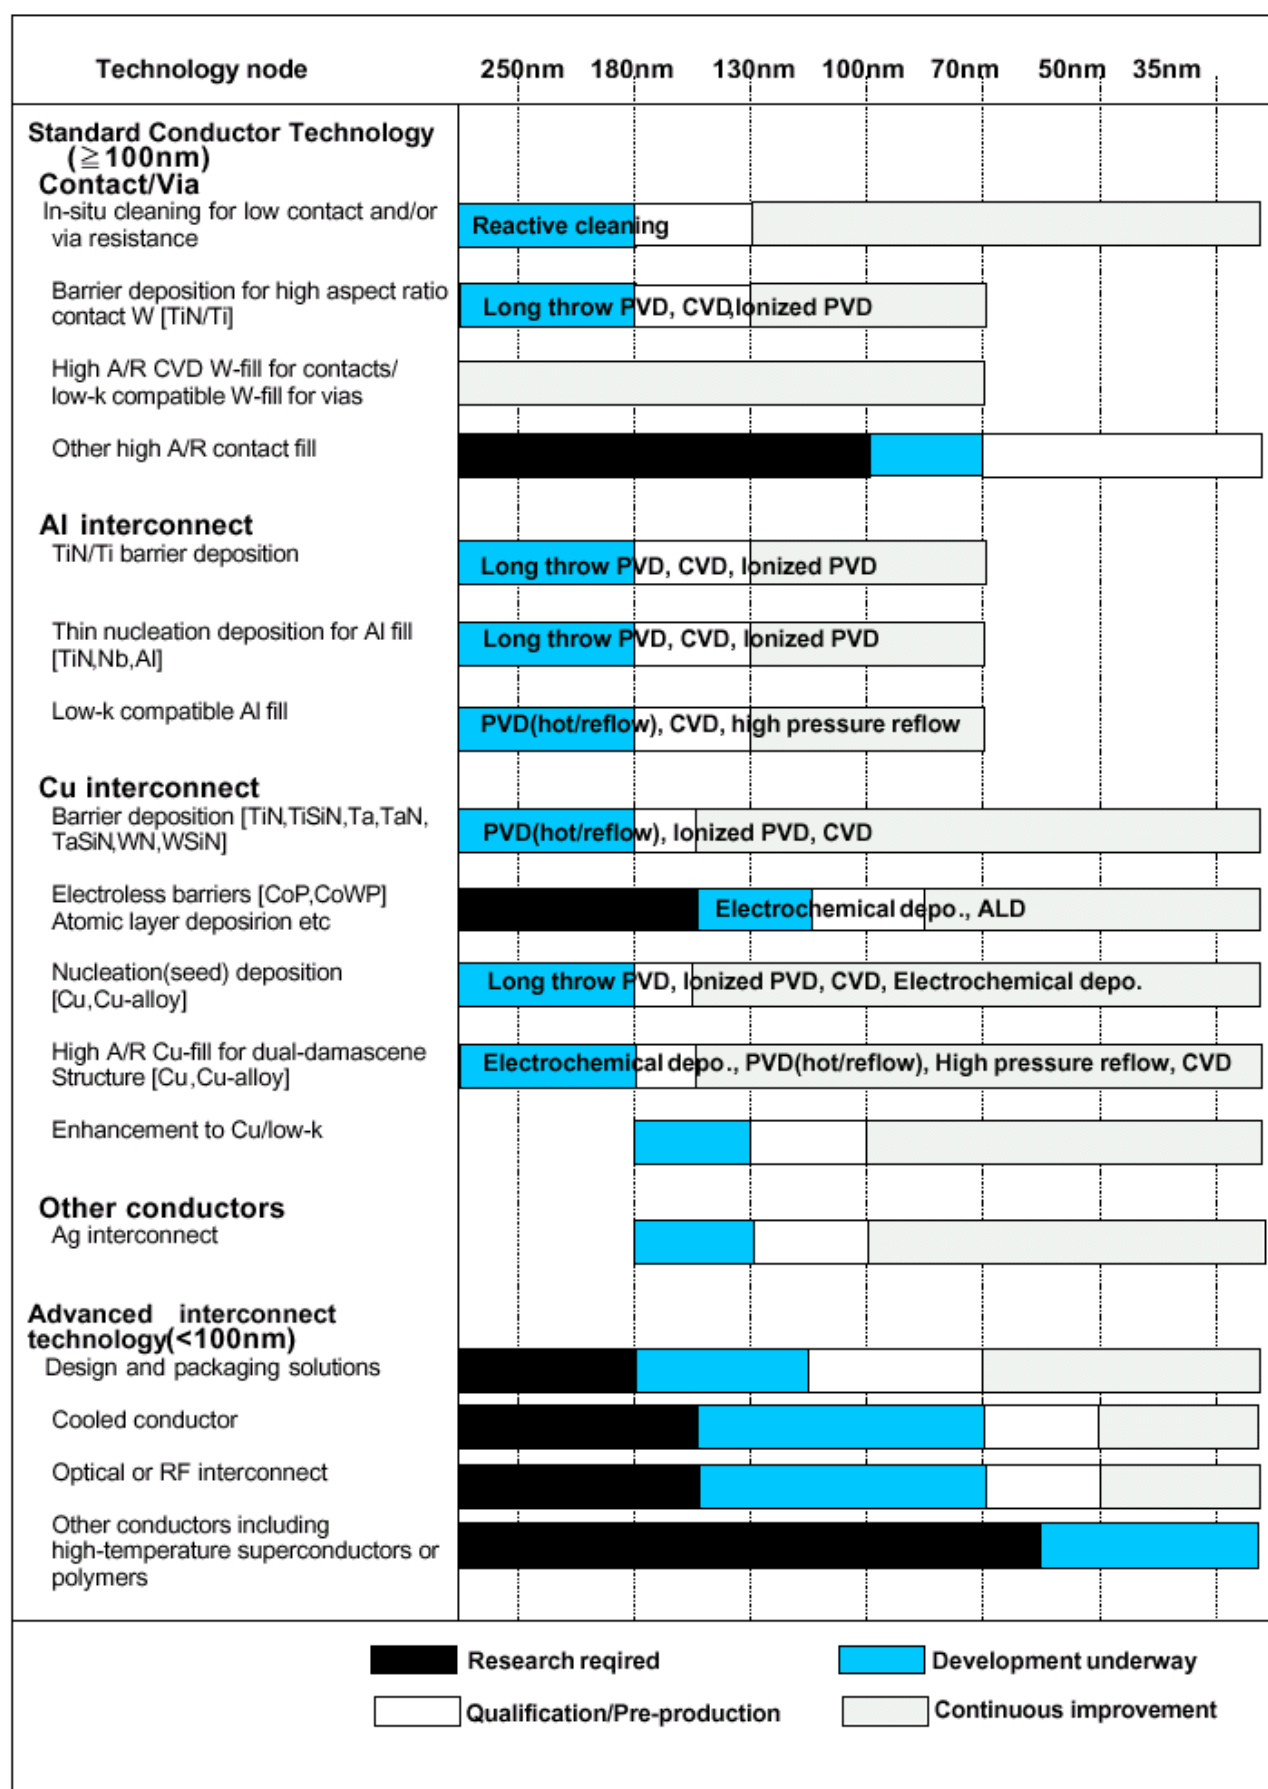 Technology node 250nm 180nm 130nm 100nm 70nm 50nm 35nm
Standard Conductor Technology
(≧100nm)
Contact/Via
In-situ cleaning for low contact and/or
via resistance
Reactive cleaning
Barrier deposition for high aspect ratio
contact W [TiN/Ti]
Long throw PVD, CVD,Ionized PVD
High A/R CVD W-fill for contacts/
low-k compatible W-fill for vias
Other high A/R contact fill
Al interconnect
TiN/Ti barrier deposition
Long throw PVD, CVD, Ionized PVD
Thin nucleation deposition for Al fill
[TiN,Nb,Al]
Long throw PVD, CVD, Ionized PVD
Low-k compatible Al fill
PVD(hot/reflow), CVD, high pressure reflow
Cu interconnect
Barrier deposition [TiN,TiSiN,Ta,TaN,
TaSiN,WN,WSiN]
PVD(hot/reflow), Ionized PVD, CVD
Electroless barriers [CoP,CoWP]
Atomic layer deposirion etc
Electrochemical depo., ALD
Nucleation(seed) deposition
[Cu,Cu-alloy]
Long throw PVD, Ionized PVD, CVD, Electrochemical depo.
High A/R Cu-fill for dual-damascene
Structure [Cu,Cu-alloy]
Electrochemical depo., PVD(hot/reflow), High pressure reflow, CVD
Enhancement to Cu/low-k
Other conductors
Ag interconnect
Advanced interconnect
technology(<100nm)
Design and packaging solutions
Cooled conductor
Optical or RF interconnect
Other conductors including
high-temperature superconductors or
polymers
Research reqired
Development underway
Qualification/Pre-production
Continuous improvement